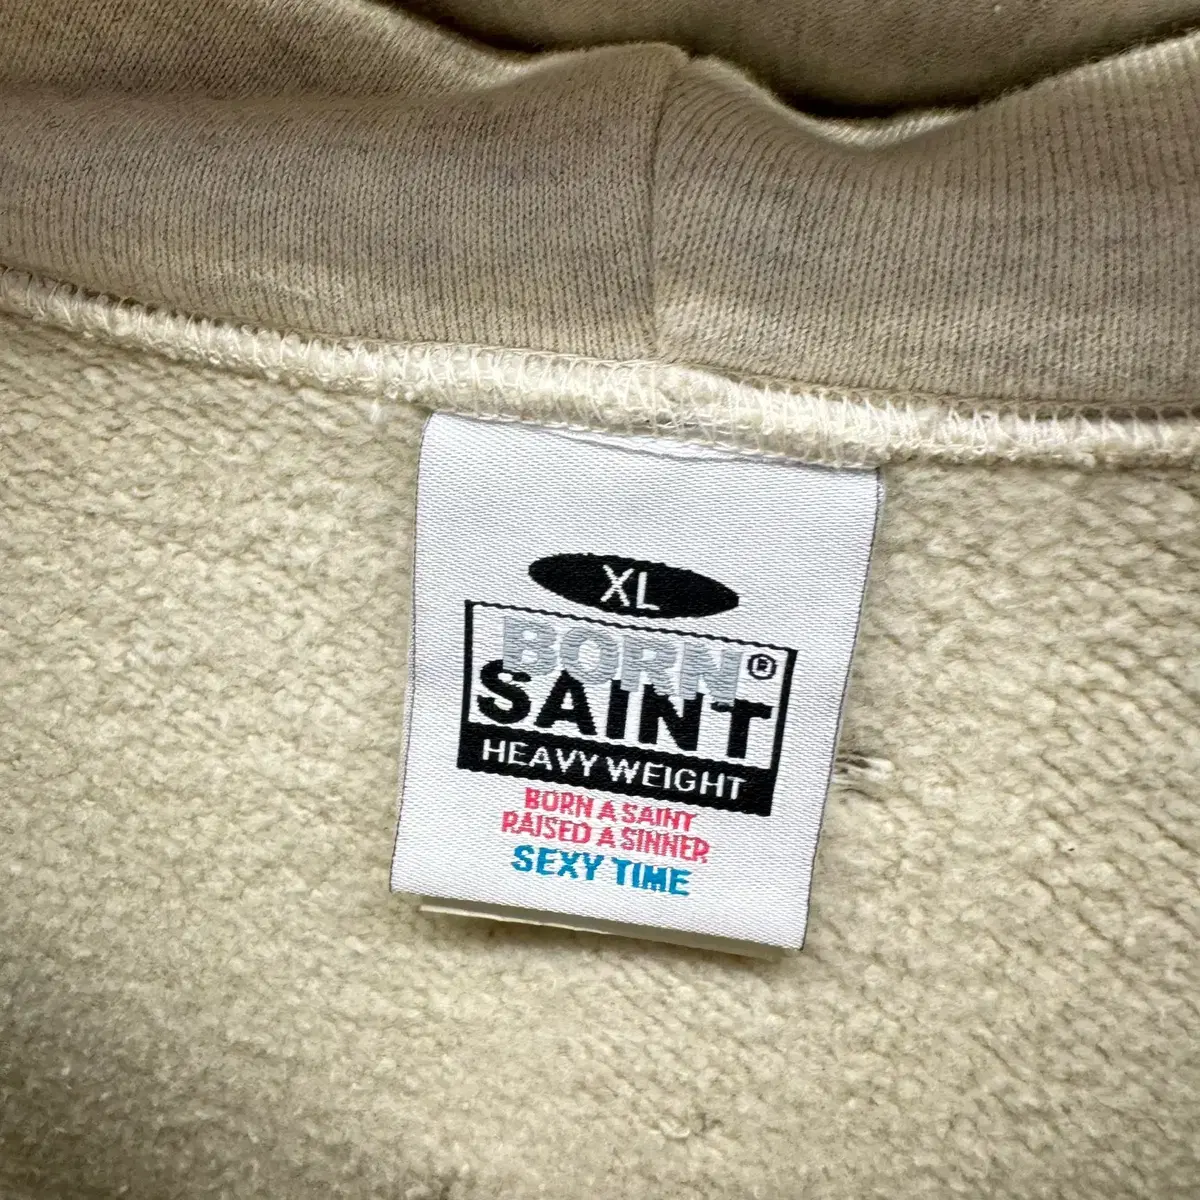 XL
BORN®
SAINT
HEAVY WEIGHT
BORN A SAINT
RAISED A SINNER
SEXY TIME